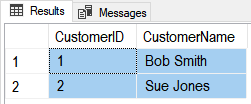 Results Messages
CustomerID CustomerName
1 1 Bob Smith
2 2 Sue Jones